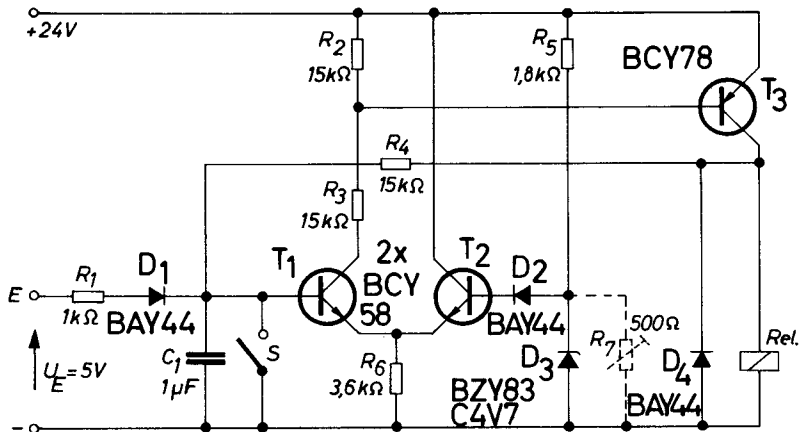 +24V
R2
15kΩ
R5
1,8kΩ
BCY78
T3
R4
15kΩ
R3
15kΩ
T1
2x
BCY
58
T2
D1
D2
E
R1
1kΩ
BAY44
BAY44
UE=5V
C1
1µF
S
R6
3,6kΩ
D3
BZY83
C4V7
R7
500Ω
D4
BAY44
Rel.
–